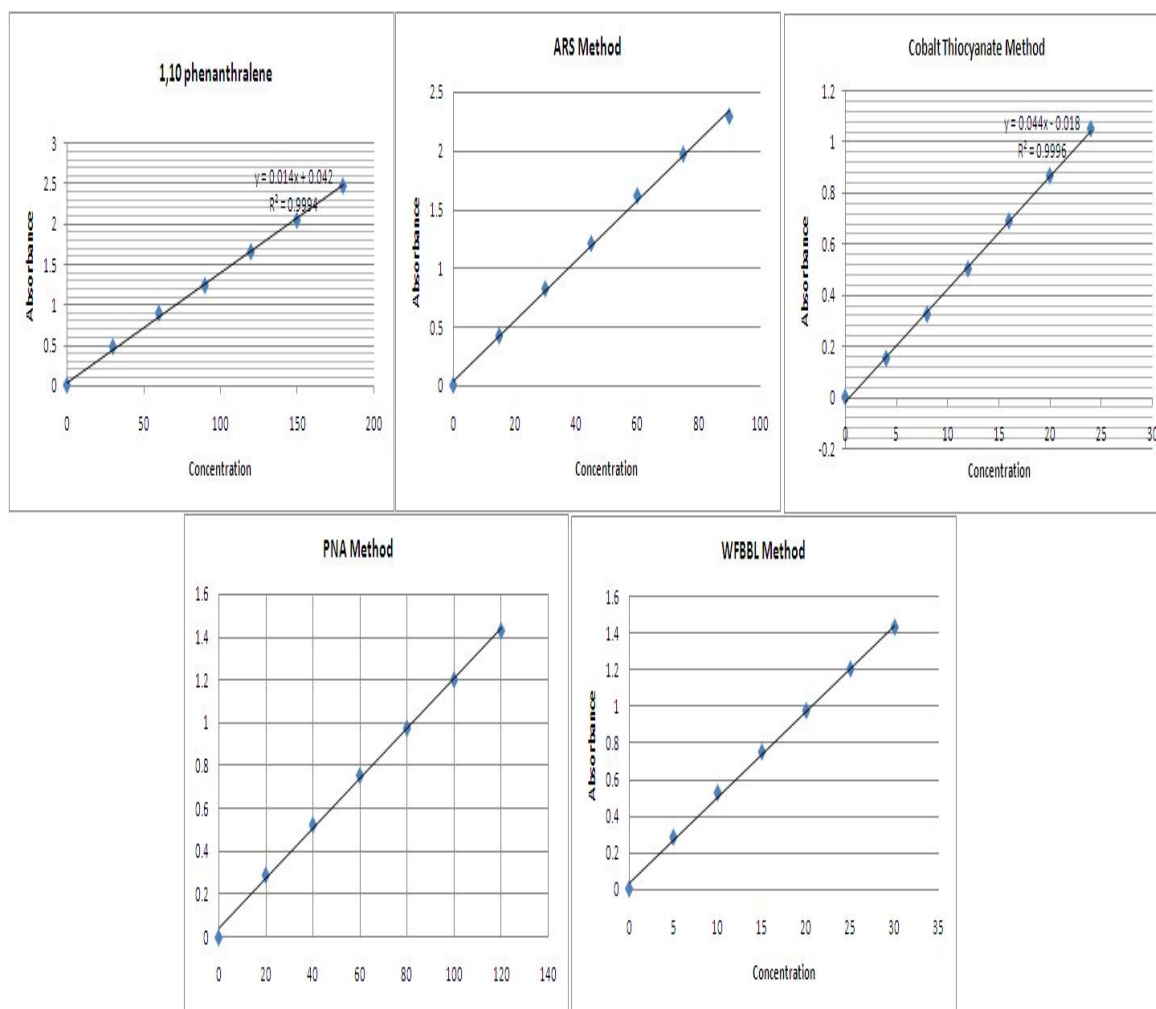 1,10 phenanthralene
3
2.5
2
1.5
1
0.5
0
y = 0.014x + 0.042
R² = 0.9994
Absorbance
0 50 100 150 200
Concentration
ARS Method
2.5
2
1.5
1
0.5
0
Absorbance
0 20 40 60 80 100
Concentration
Cobalt Thiocyanate Method
1.2
1
0.8
0.6
0.4
0.2
0
-0.2
y = 0.044x - 0.018
R² = 0.9996
Absorbance
0 5 10 15 20 25 30
Concentration
PNA Method
1.6
1.4
1.2
1
0.8
0.6
0.4
0.2
0
0 20 40 60 80 100 120 140
WFBBL Method
1.6
1.4
1.2
1
0.8
0.6
0.4
0.2
0
Absorbance
0 5 10 15 20 25 30 35
Concentration